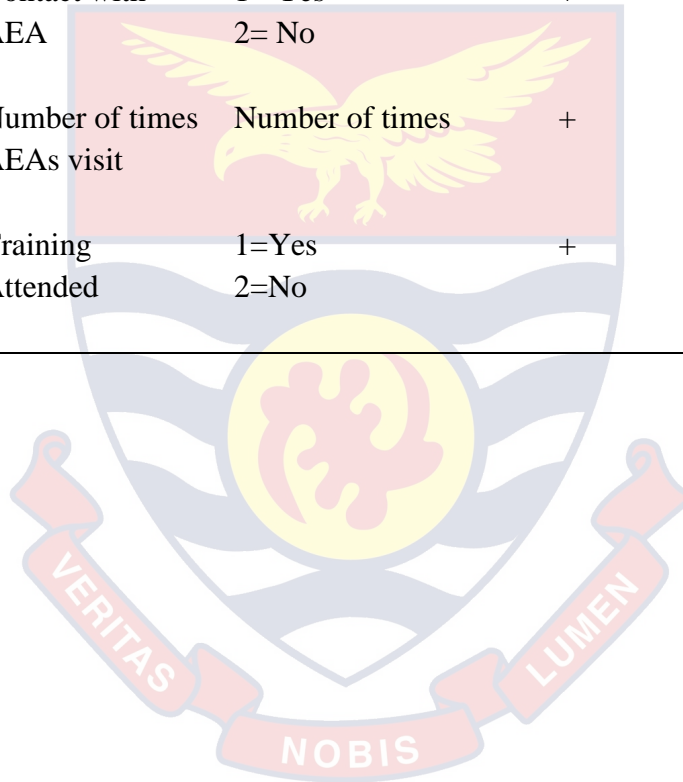 AEA 2= No
Number of times Number of times +
AEAs visit
Training 1=Yes +
Attended 2=No
VERITAS
NOBIS
LUMEN